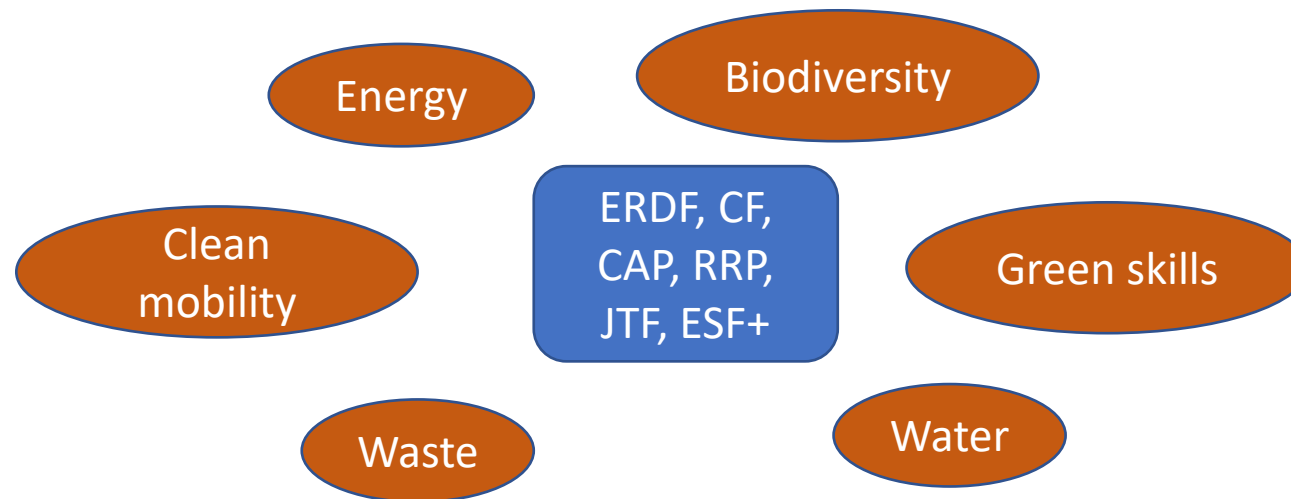 Energy
Biodiversity
ERDF, CF,
CAP, RRP,
JTF, ESF+
Clean
mobility
Green skills
Waste
Water